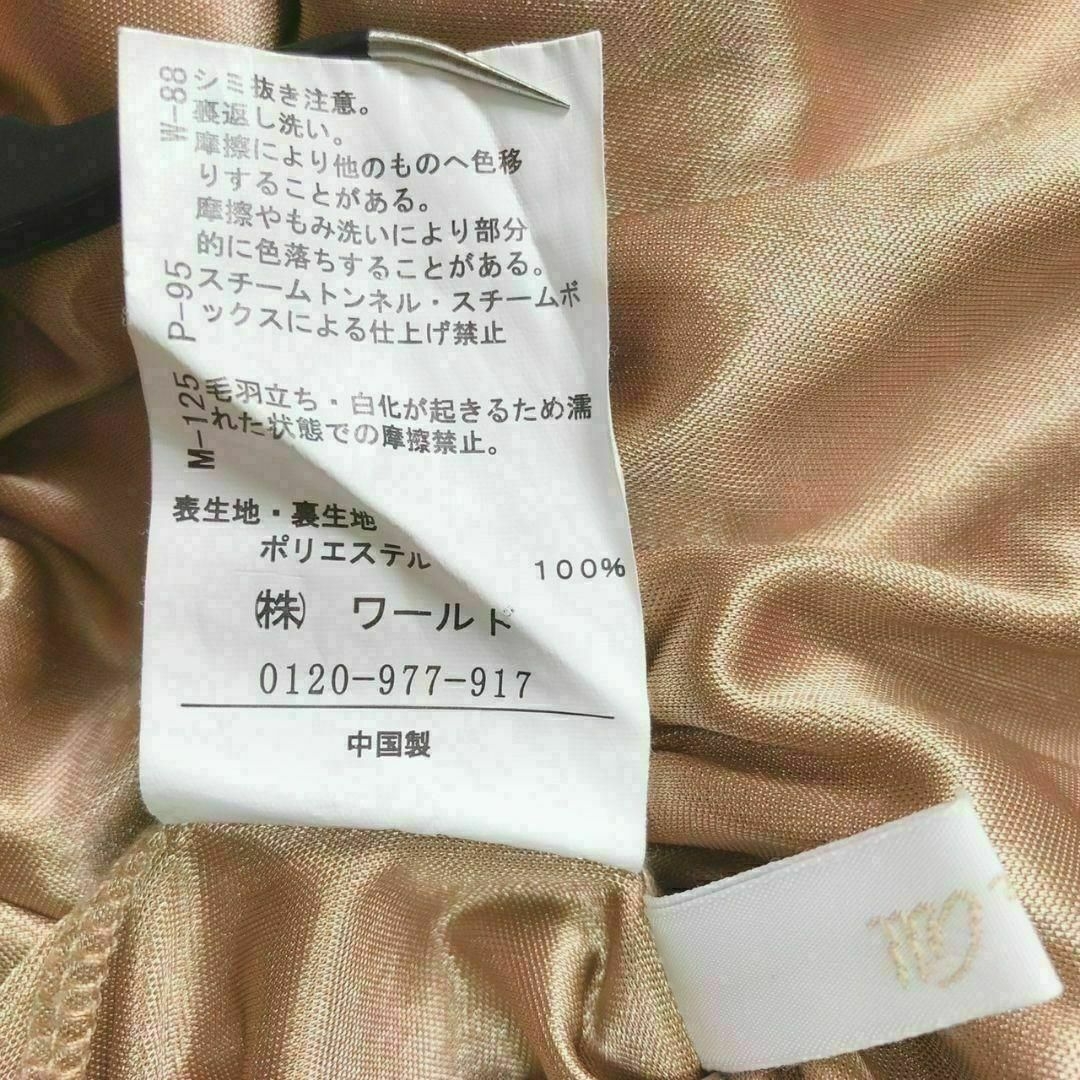 W-88
シミ抜き注意。
裏返し洗い。
摩擦により他のものへ色移
りすることがある。
摩擦やもみ洗いにより部分
的に色落ちすることがある。
P-95
スチームトンネル・スチームボ
ックスによる仕上げ禁止
M-125
毛羽立ち・白化が起きるため濡
れた状態での摩擦禁止。
表生地・裏生地
ポリエステル 100%
㈱ ワールド
0120-977-917
中国製